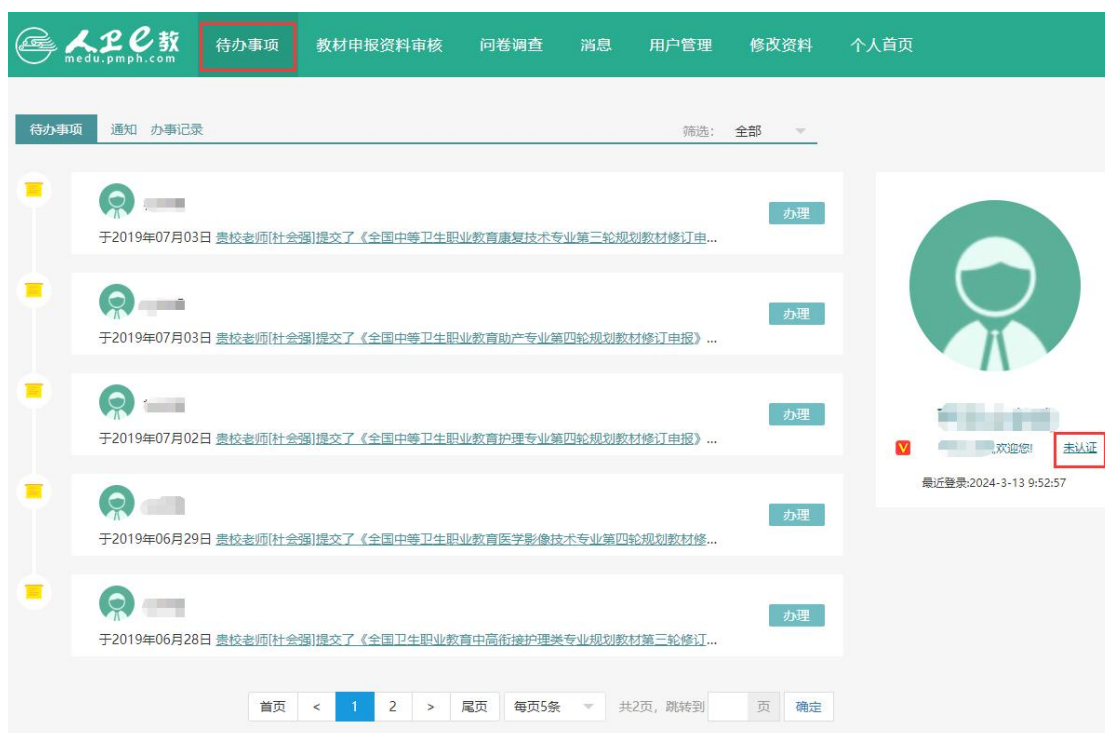 人卫e教 待办事项 教材申报资料审核 问卷调查 消息 用户管理 修改资料 个人首页
medu.pmph.com
待办事项 通知 办事记录 筛选: 全部
办理
于2019年07月03日 贵校老师[杜会强]提交了《全国中等卫生职业教育康复技术专业第三轮规划教材修订申...
办理
于2019年07月03日 贵校老师[杜会强]提交了《全国中等卫生职业教育助产专业第四轮规划教材修订申报》...
办理
于2019年07月02日 贵校老师[杜会强]提交了《全国中等卫生职业教育护理专业第四轮规划教材修订申报》...
V ,欢迎您! 未认证
最近登录:2024-3-13 9:52:57
办理
于2019年06月29日 贵校老师[杜会强]提交了《全国中等卫生职业教育医学影像技术专业第四轮规划教材修...
办理
于2019年06月28日 贵校老师[杜会强]提交了《全国卫生职业教育中高衔接护理类专业规划教材第三轮修订...
首页 < 1 2 > 尾页 每页5条 共2页, 跳转到 页 确定